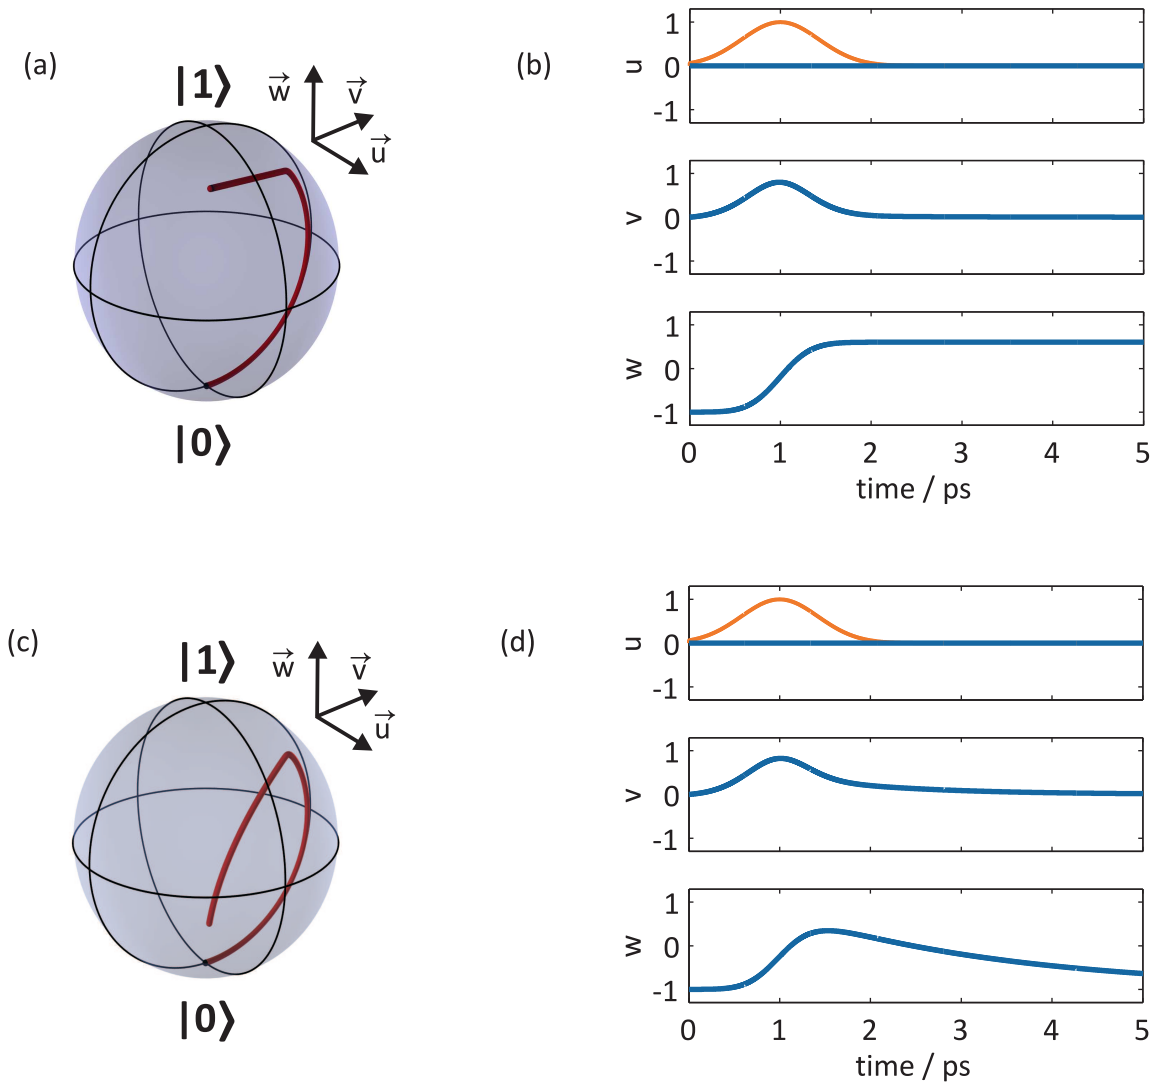 (a)
|1⟩
w
v
u
|0⟩
(b)
1
u 0
-1
1
v 0
-1
1
w 0
-1
0 1 2 3 4 5
time / ps
(c)
|1⟩
w
v
u
|0⟩
(d)
1
u 0
-1
1
v 0
-1
1
w 0
-1
0 1 2 3 4 5
time / ps